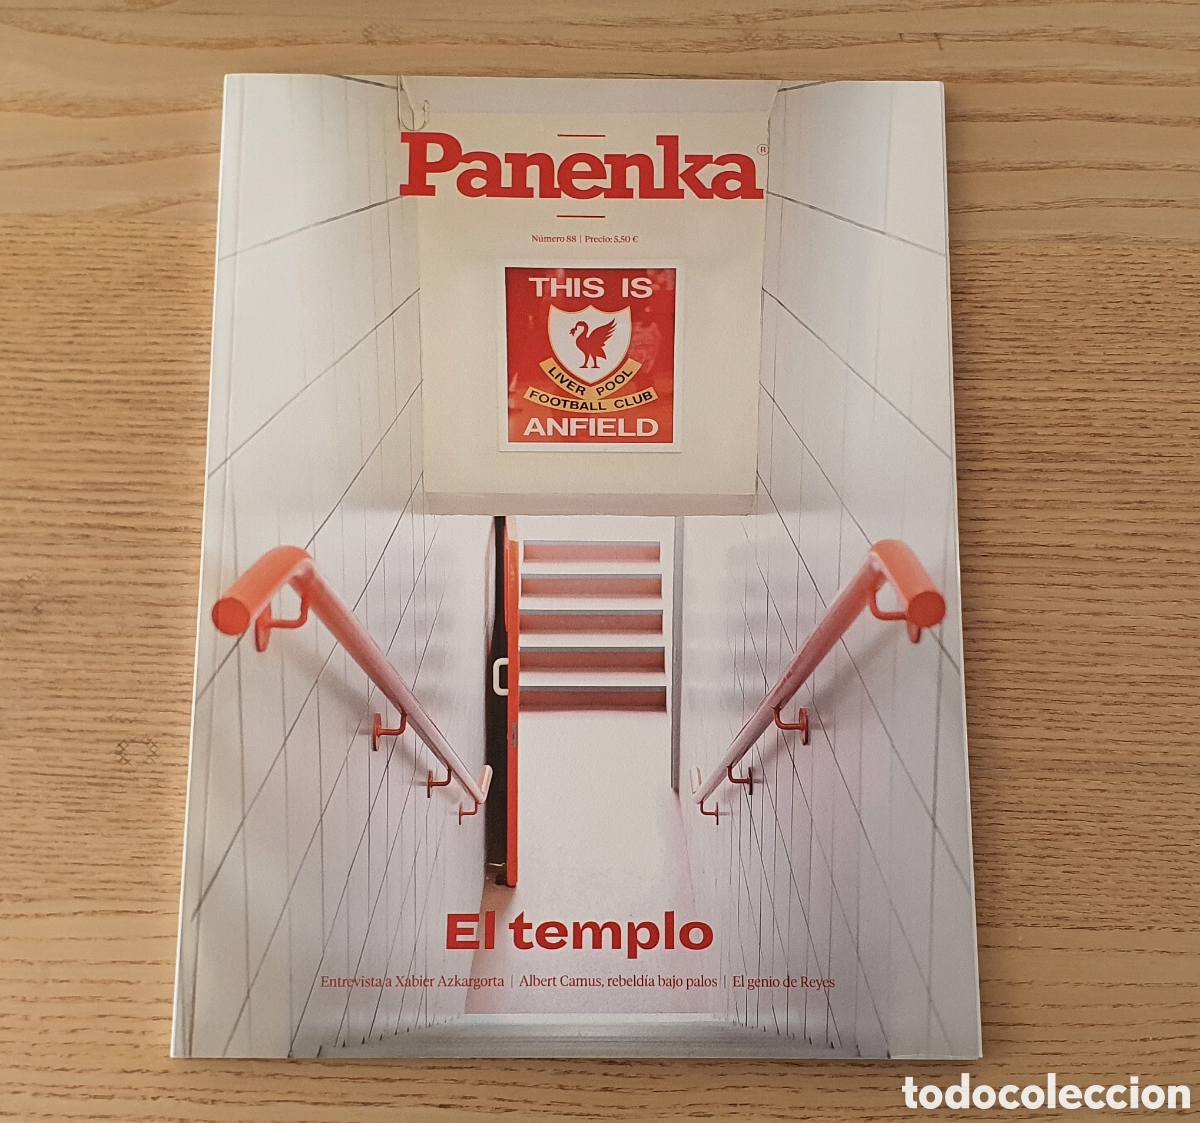 Panenka®
Número 88 | Precio: 5,50 €
THIS IS
LIVER POOL
FOOTBALL CLUB
ANFIELD
El templo
Entrevista a Xabier Azkargorta | Albert Camus, rebeldía bajo palos | El genio de Reyes
todocoleccion